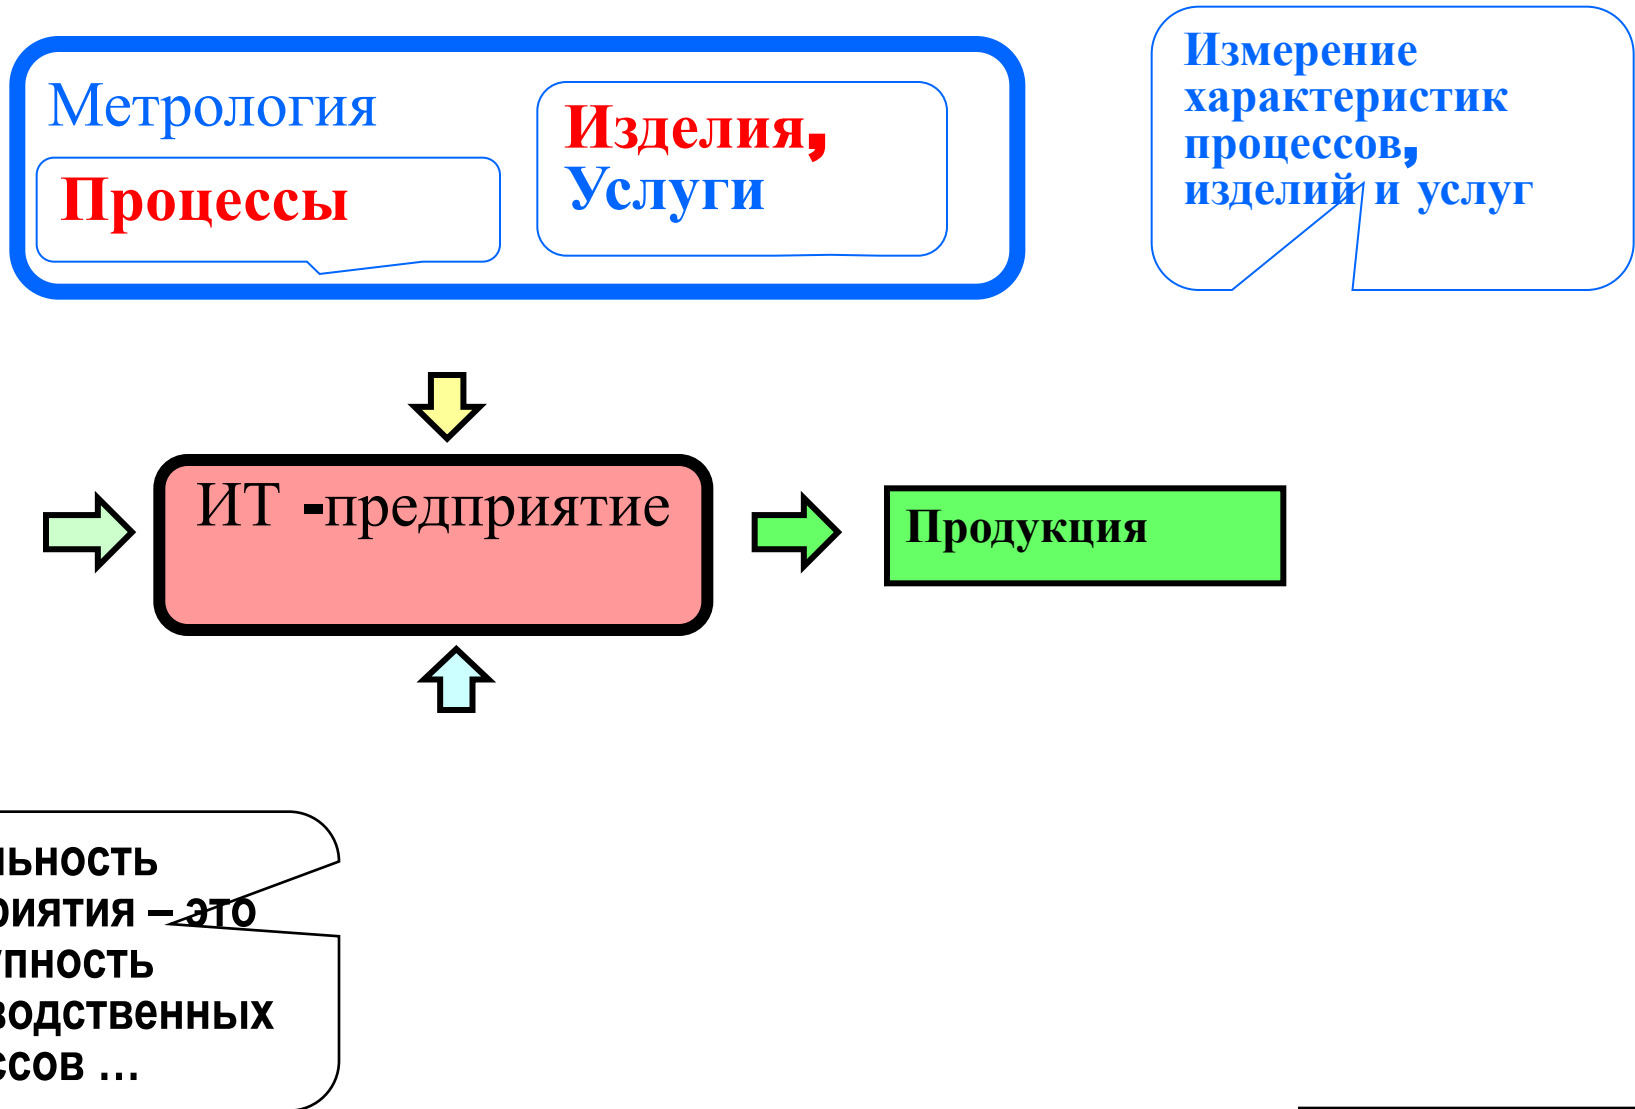 Метрология
Процессы
Изделия,
Услуги
Измерение
характеристик
процессов,
изделий и услуг
ИТ -предприятие
Продукция
льность
риятия – это
упность
водственных
ссов ...